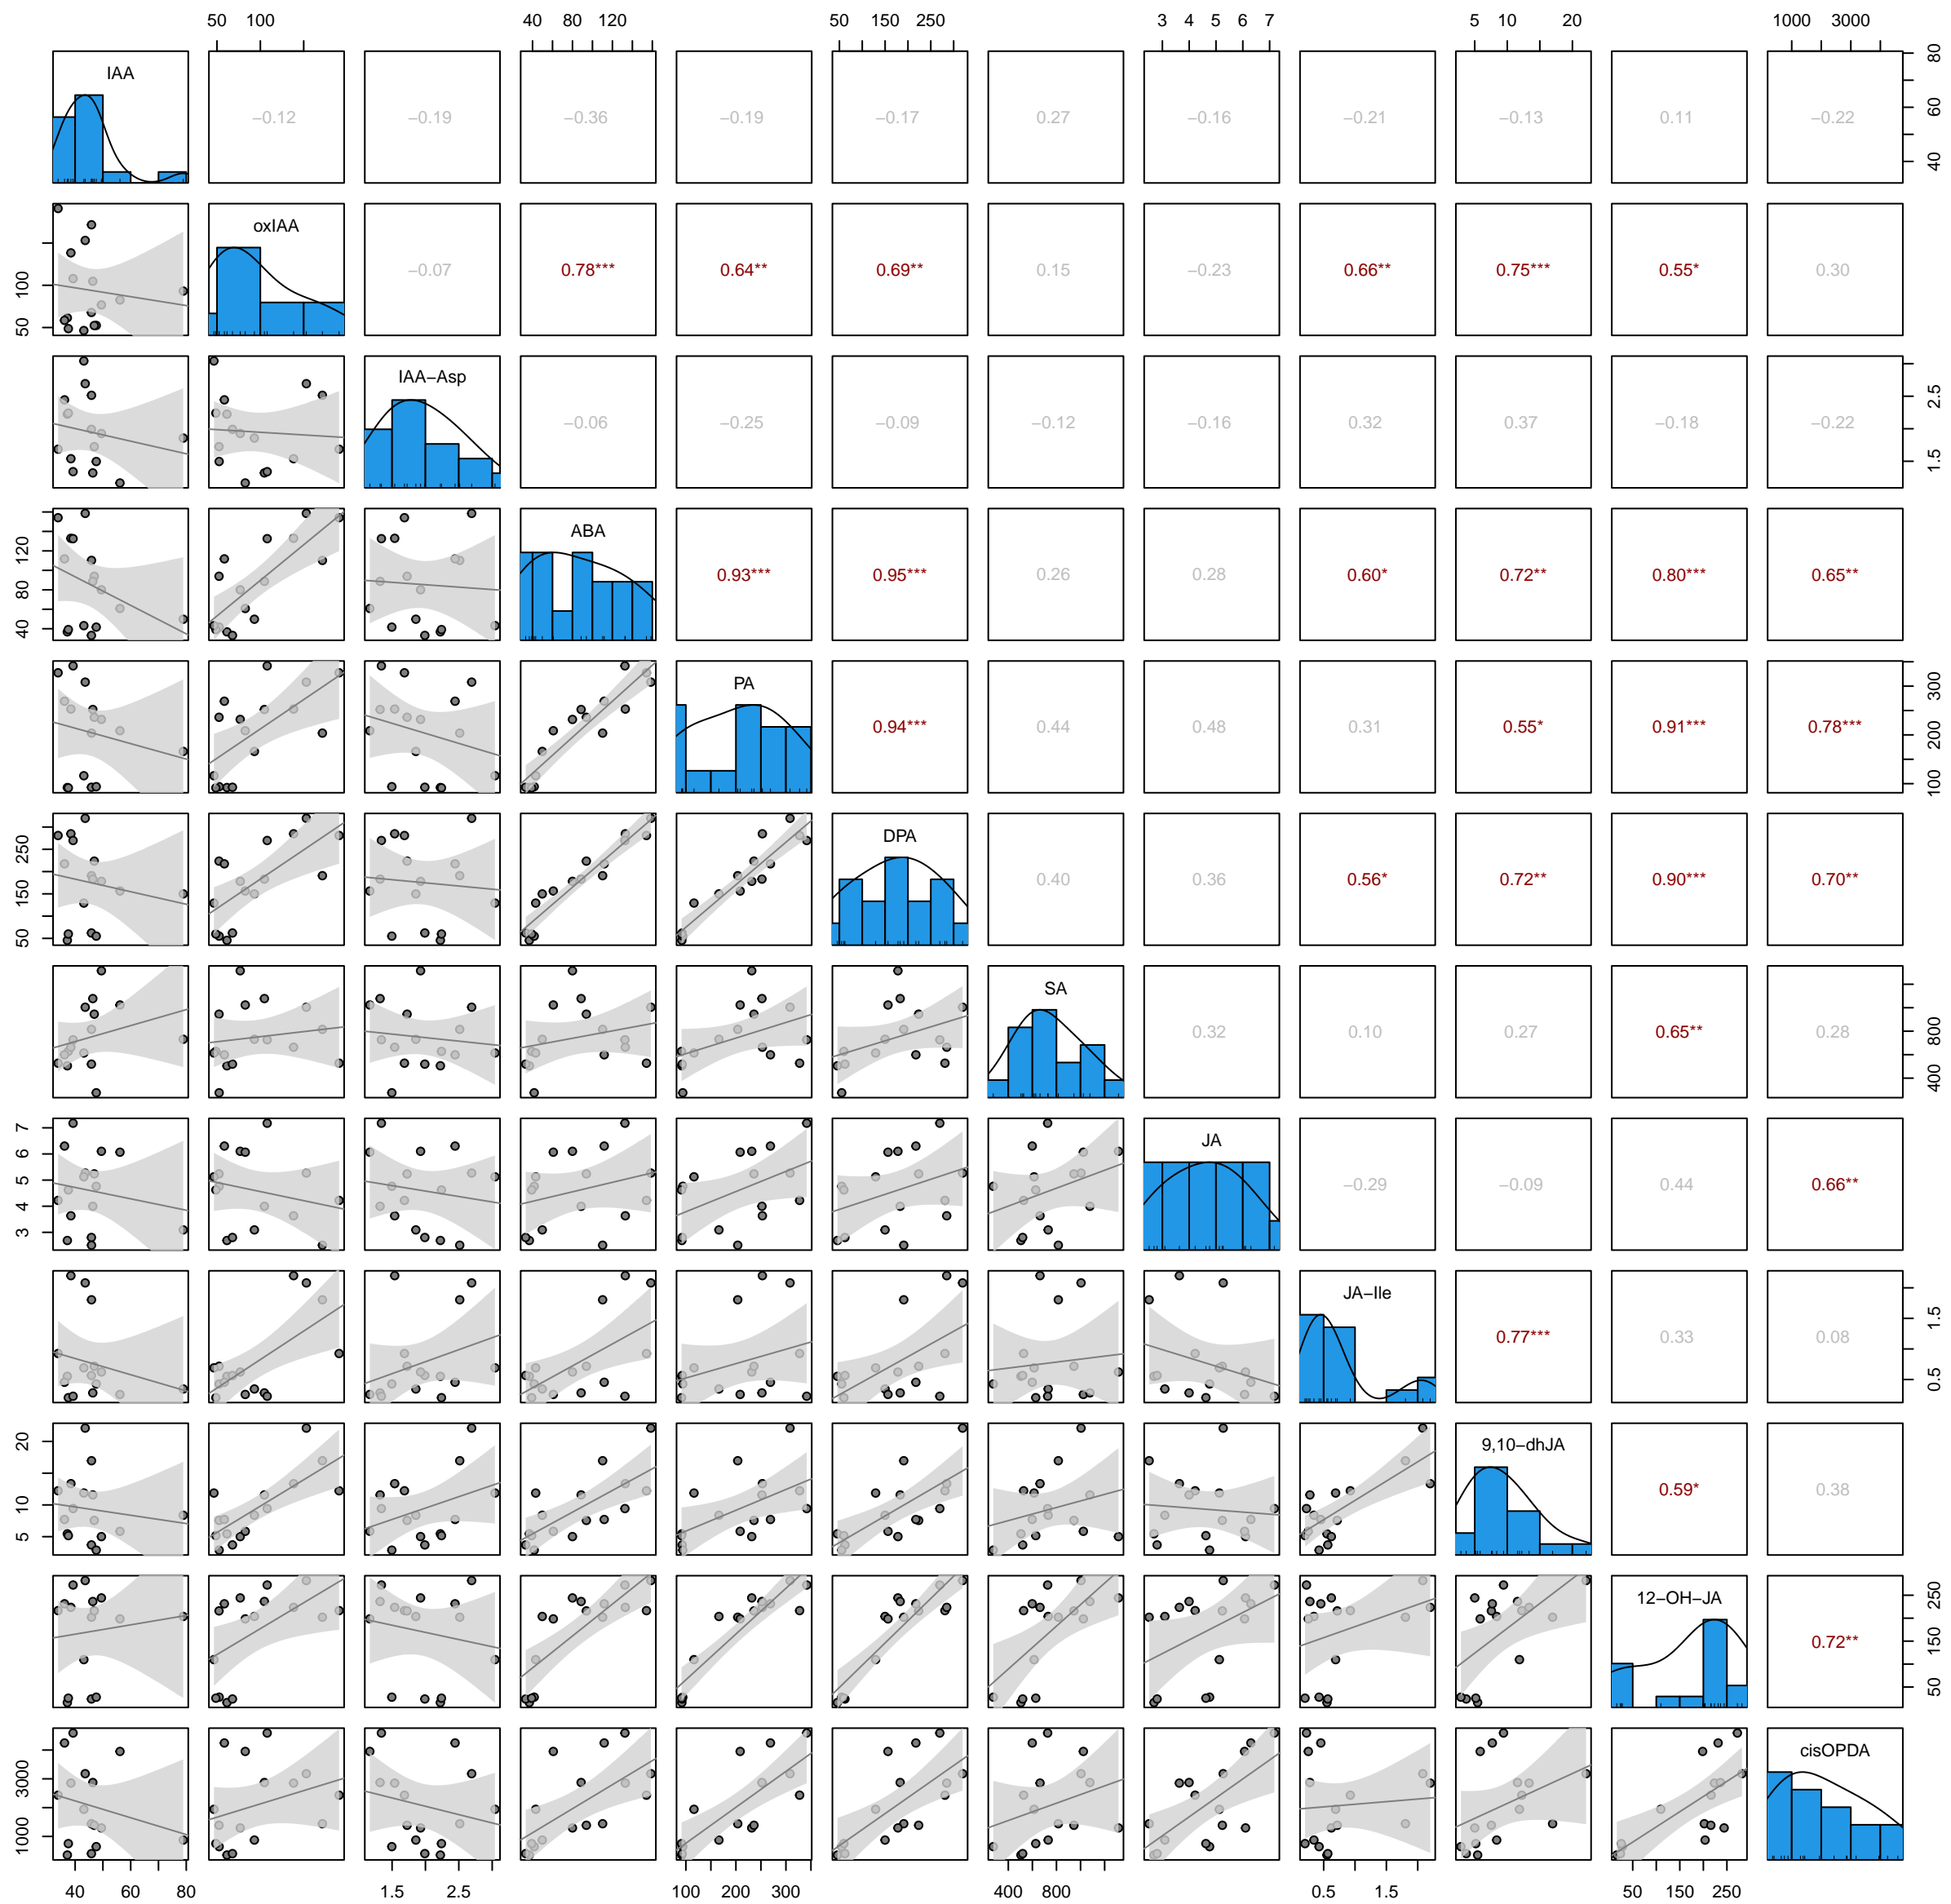 50 100 40 80 120 50 150 250 3 4 5 6 7 5 10 20 1000 3000
IAA −0.12 −0.19 −0.36 −0.19 −0.17 0.27 −0.16 −0.21 −0.13 0.11 −0.22 40 60 80
50 100 oxIAA −0.07 0.78*** 0.64** 0.69** 0.15 −0.23 0.66** 0.75*** 0.55* 0.30
IAA−Asp −0.06 −0.25 −0.09 −0.12 −0.16 0.32 0.37 −0.18 −0.22 1.5 2.5
40 80 120 ABA 0.93*** 0.95*** 0.26 0.28 0.60* 0.72** 0.80*** 0.65**
PA 0.94*** 0.44 0.48 0.31 0.55* 0.91*** 0.78*** 100 200 300
50 150 250 DPA 0.40 0.36 0.56* 0.72** 0.90*** 0.70**
SA 0.32 0.10 0.27 0.65** 0.28 400 800
3 4 5 6 7 JA −0.29 −0.09 0.44 0.66**
JA−Ile 0.77*** 0.33 0.08 0.5 1.5
5 10 20 9,10−dhJA 0.59* 0.38
12−OH−JA 0.72** 50 150 250
1000 3000 cisOPDA
40 60 80 1.5 2.5 100 200 300 400 800 0.5 1.5 50 150 250